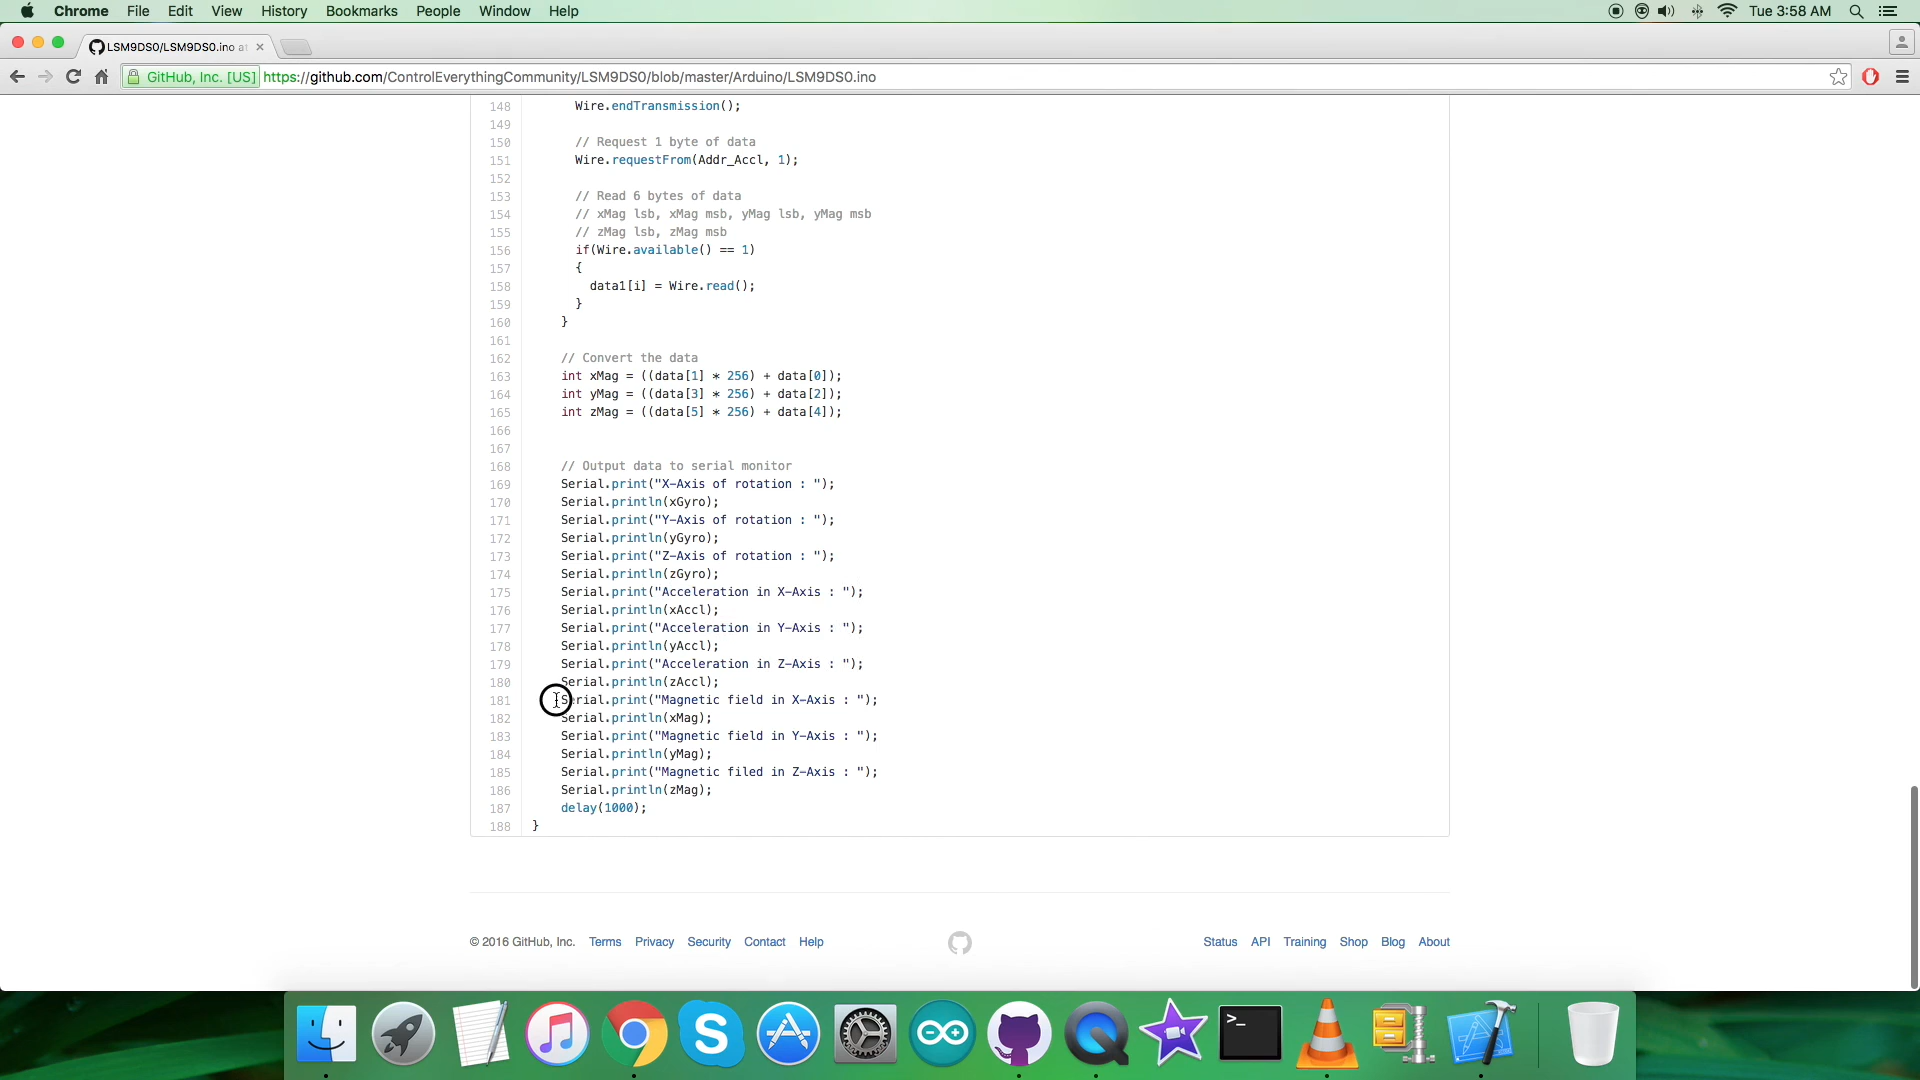 Chrome File Edit View History Bookmarks People Window Help Tue 3:58 AM
LSM9DS0/LSM9DS0.ino at
GitHub, Inc. [US] https://github.com/ControlEverythingCommunity/LSM9DS0/blob/master/Arduino/LSM9DS0.ino
148 Wire.endTransmission();
149
150 // Request 1 byte of data
151 Wire.requestFrom(Addr_Accl, 1);
152
153 // Read 6 bytes of data
154 // xMag lsb, xMag msb, yMag lsb, yMag msb
155 // zMag lsb, zMag msb
156 if(Wire.available() == 1)
157 {
158 data1[i] = Wire.read();
159 }
160 }
161
162 // Convert the data
163 int xMag = ((data[1] * 256) + data[0]);
164 int yMag = ((data[3] * 256) + data[2]);
165 int zMag = ((data[5] * 256) + data[4]);
166
167
168 // Output data to serial monitor
169 Serial.print("X-Axis of rotation : ");
170 Serial.println(xGyro);
171 Serial.print("Y-Axis of rotation : ");
172 Serial.println(yGyro);
173 Serial.print("Z-Axis of rotation : ");
174 Serial.println(zGyro);
175 Serial.print("Acceleration in X-Axis : ");
176 Serial.println(xAccl);
177 Serial.print("Acceleration in Y-Axis : ");
178 Serial.println(yAccl);
179 Serial.print("Acceleration in Z-Axis : ");
180 Serial.println(zAccl);
181 Serial.print("Magnetic field in X-Axis : ");
182 Serial.println(xMag);
183 Serial.print("Magnetic field in Y-Axis : ");
184 Serial.println(yMag);
185 Serial.print("Magnetic filed in Z-Axis : ");
186 Serial.println(zMag);
187 delay(1000);
188 }
© 2016 GitHub, Inc. Terms Privacy Security Contact Help Status API Training Shop Blog About